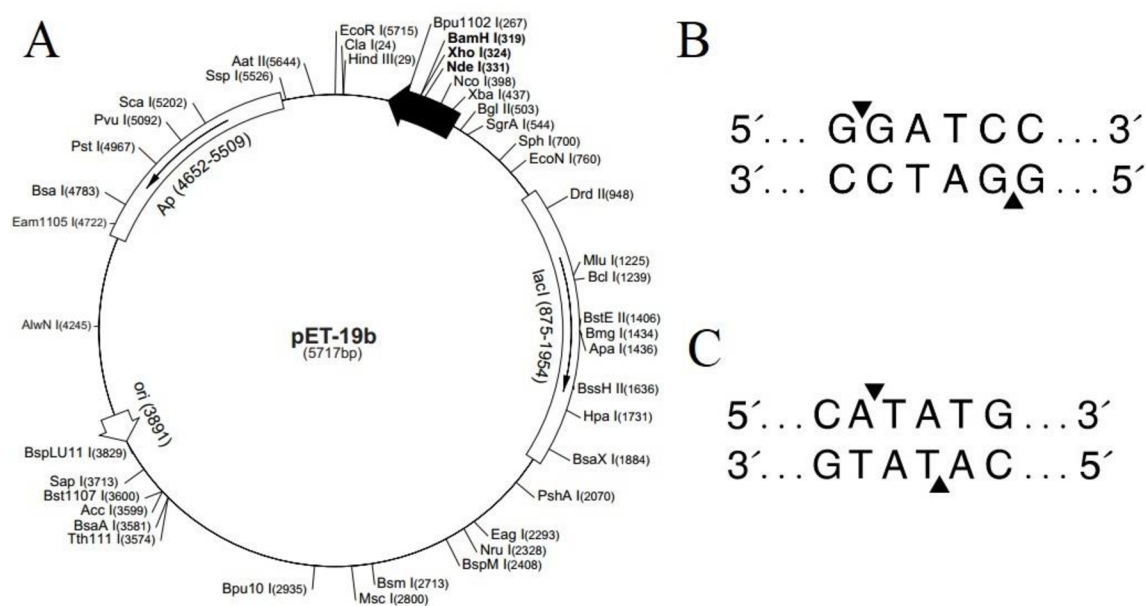 A
EcoR I(5715)
Cla I(24)
Hind III(29)
Bpu1102 I(267)
BamH I(319)
Xho I(324)
Nde I(331)
Nco I(398)
Xba I(437)
Bgl II(503)
SgrA I(544)
Sph I(700)
EcoN I(760)
Drd II(948)
Mlu I(1225)
Bcl I(1239)
BstE II(1406)
Bmg I(1434)
Apa I(1436)
BssH II(1636)
Hpa I(1731)
BsaX I(1884)
PshA I(2070)
Eag I(2293)
Nru I(2328)
BspM I(2408)
Bsm I(2713)
Msc I(2800)
Bpu10 I(2935)
Tth111 I(3574)
BsaA I(3581)
Acc I(3599)
Bst1107 I(3600)
Sap I(3713)
BspLU11 I(3829)
AlwN I(4245)
Eam1105 I(4722)
Bsa I(4783)
Pst I(4967)
Pvu I(5092)
Sca I(5202)
Ssp I(5526)
Aat II(5644)
Ap (4652-5509)
lacI (875-1954)
ori (3891)
pET-19b
(5717bp)
B
5´... G G A T C C ... 3´
3´... C C T A G G ... 5´
C
5´... C A T A T G ... 3´
3´... G T A T A C ... 5´